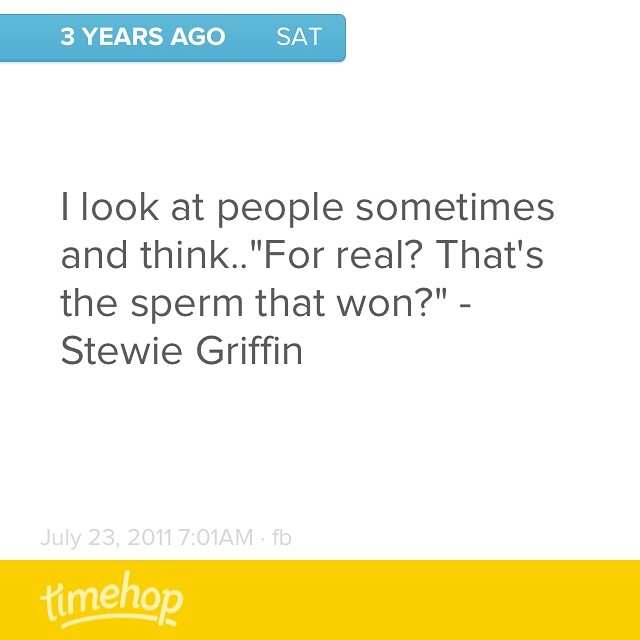 3 YEARS AGO SAT
I look at people sometimes
and think.."For real? That's
the sperm that won?" -
Stewie Griffin
July 23, 2011 7:01AM · fb
timehop